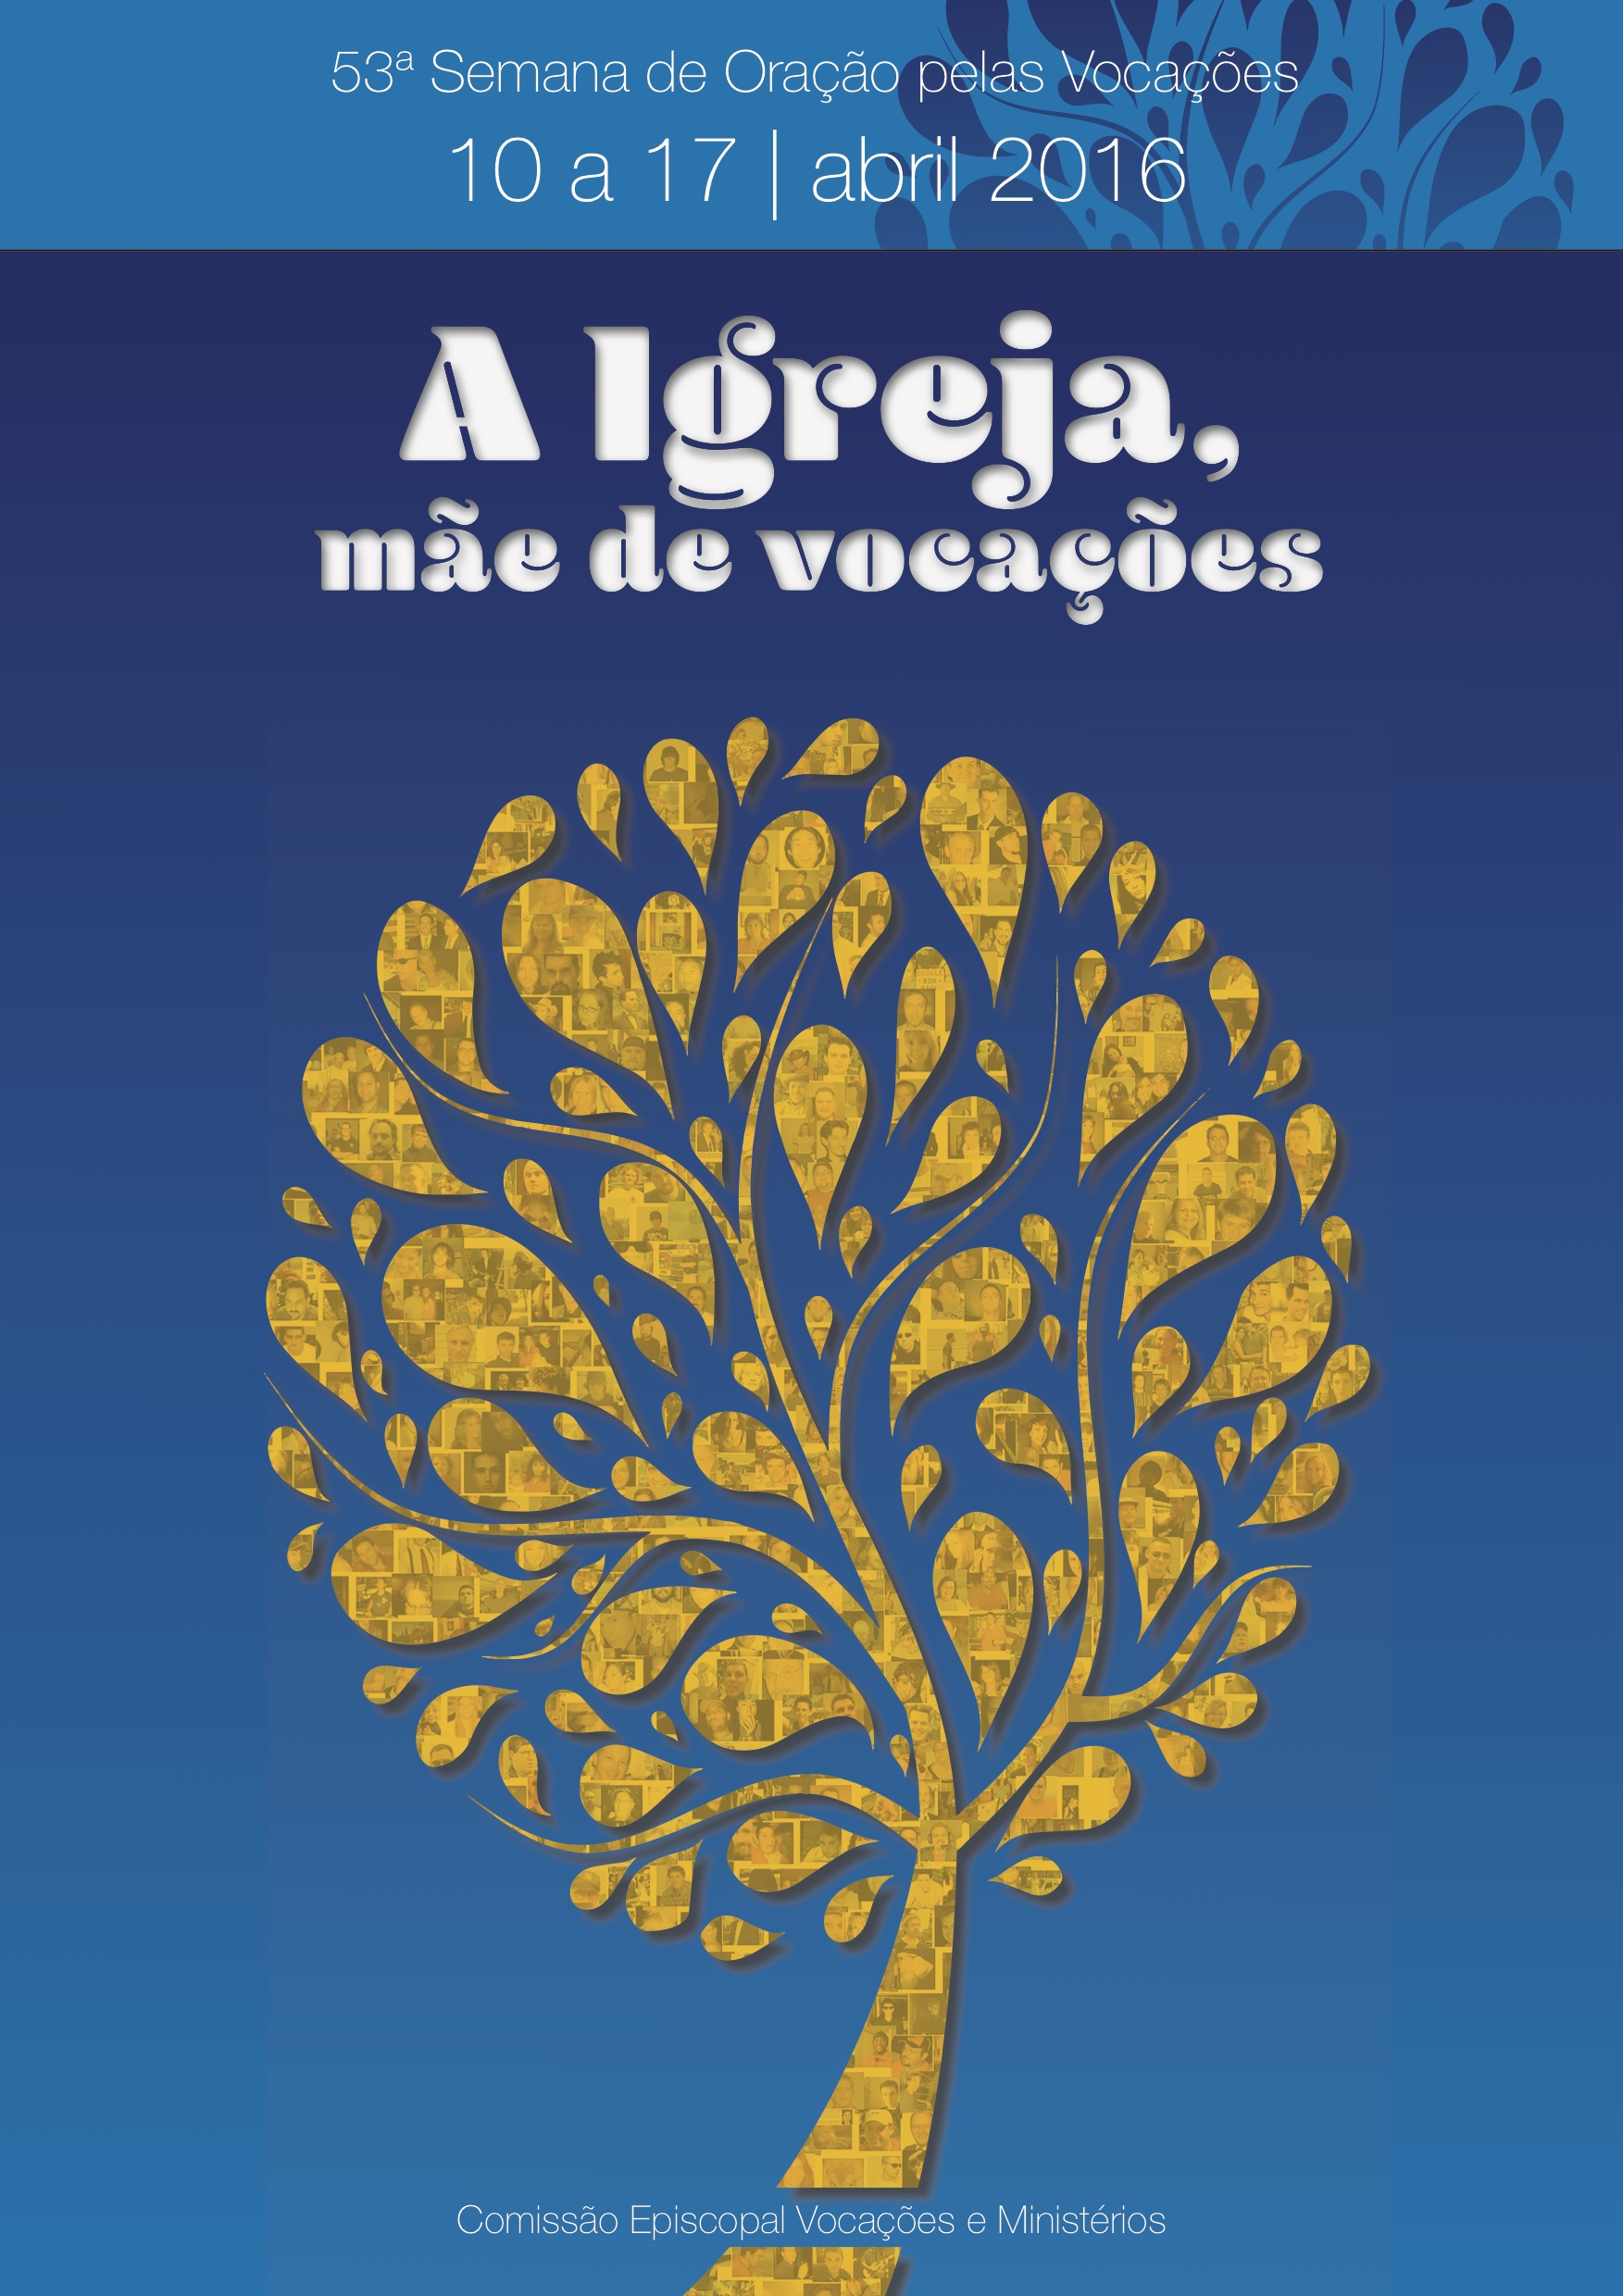 53ª Semana de Oração pelas Vocações
10 a 17 | abril 2016
A Igreja,
mãe de vocações
Comissão Episcopal Vocações e Ministérios